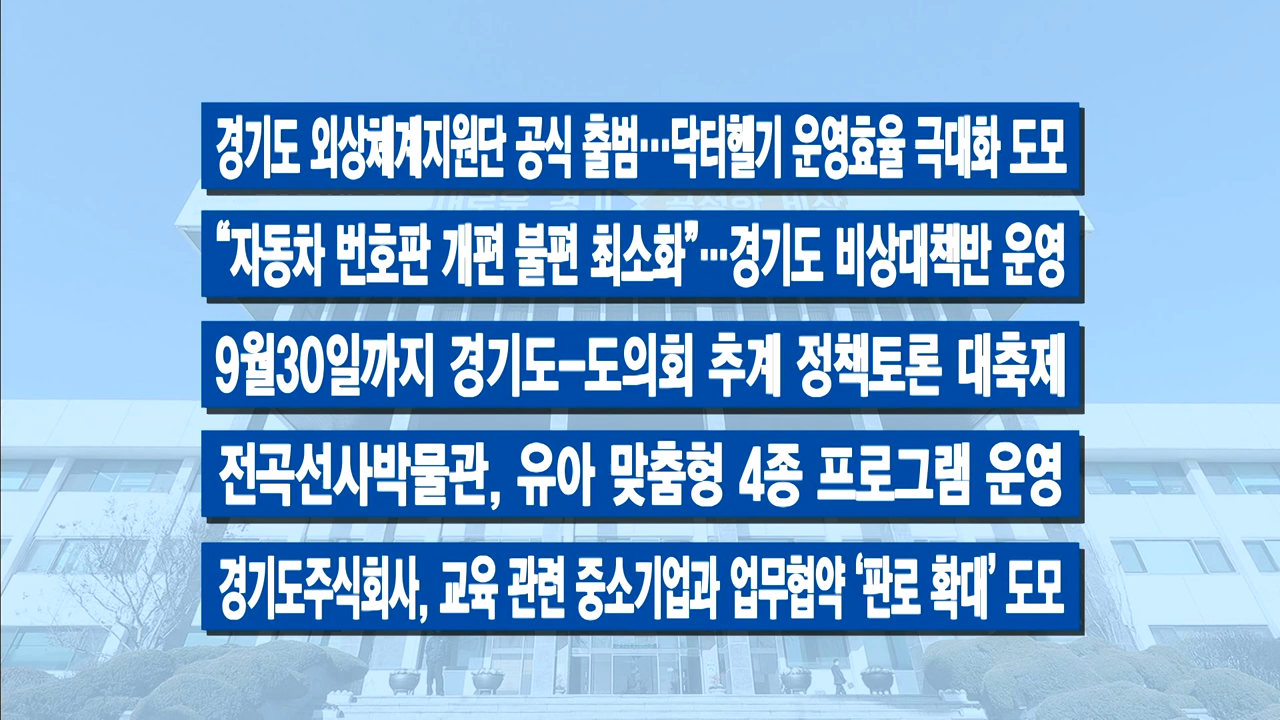 경기도 외상체계지원단 공식 출범…닥터헬기 운영효율 극대화 도모
“자동차 번호판 개편 불편 최소화”…경기도 비상대책반 운영
9월30일까지 경기도-도의회 추계 정책토론 대축제
전곡선사박물관, 유아 맞춤형 4종 프로그램 운영
경기도주식회사, 교육 관련 중소기업과 업무협약 ‘판로 확대’ 도모